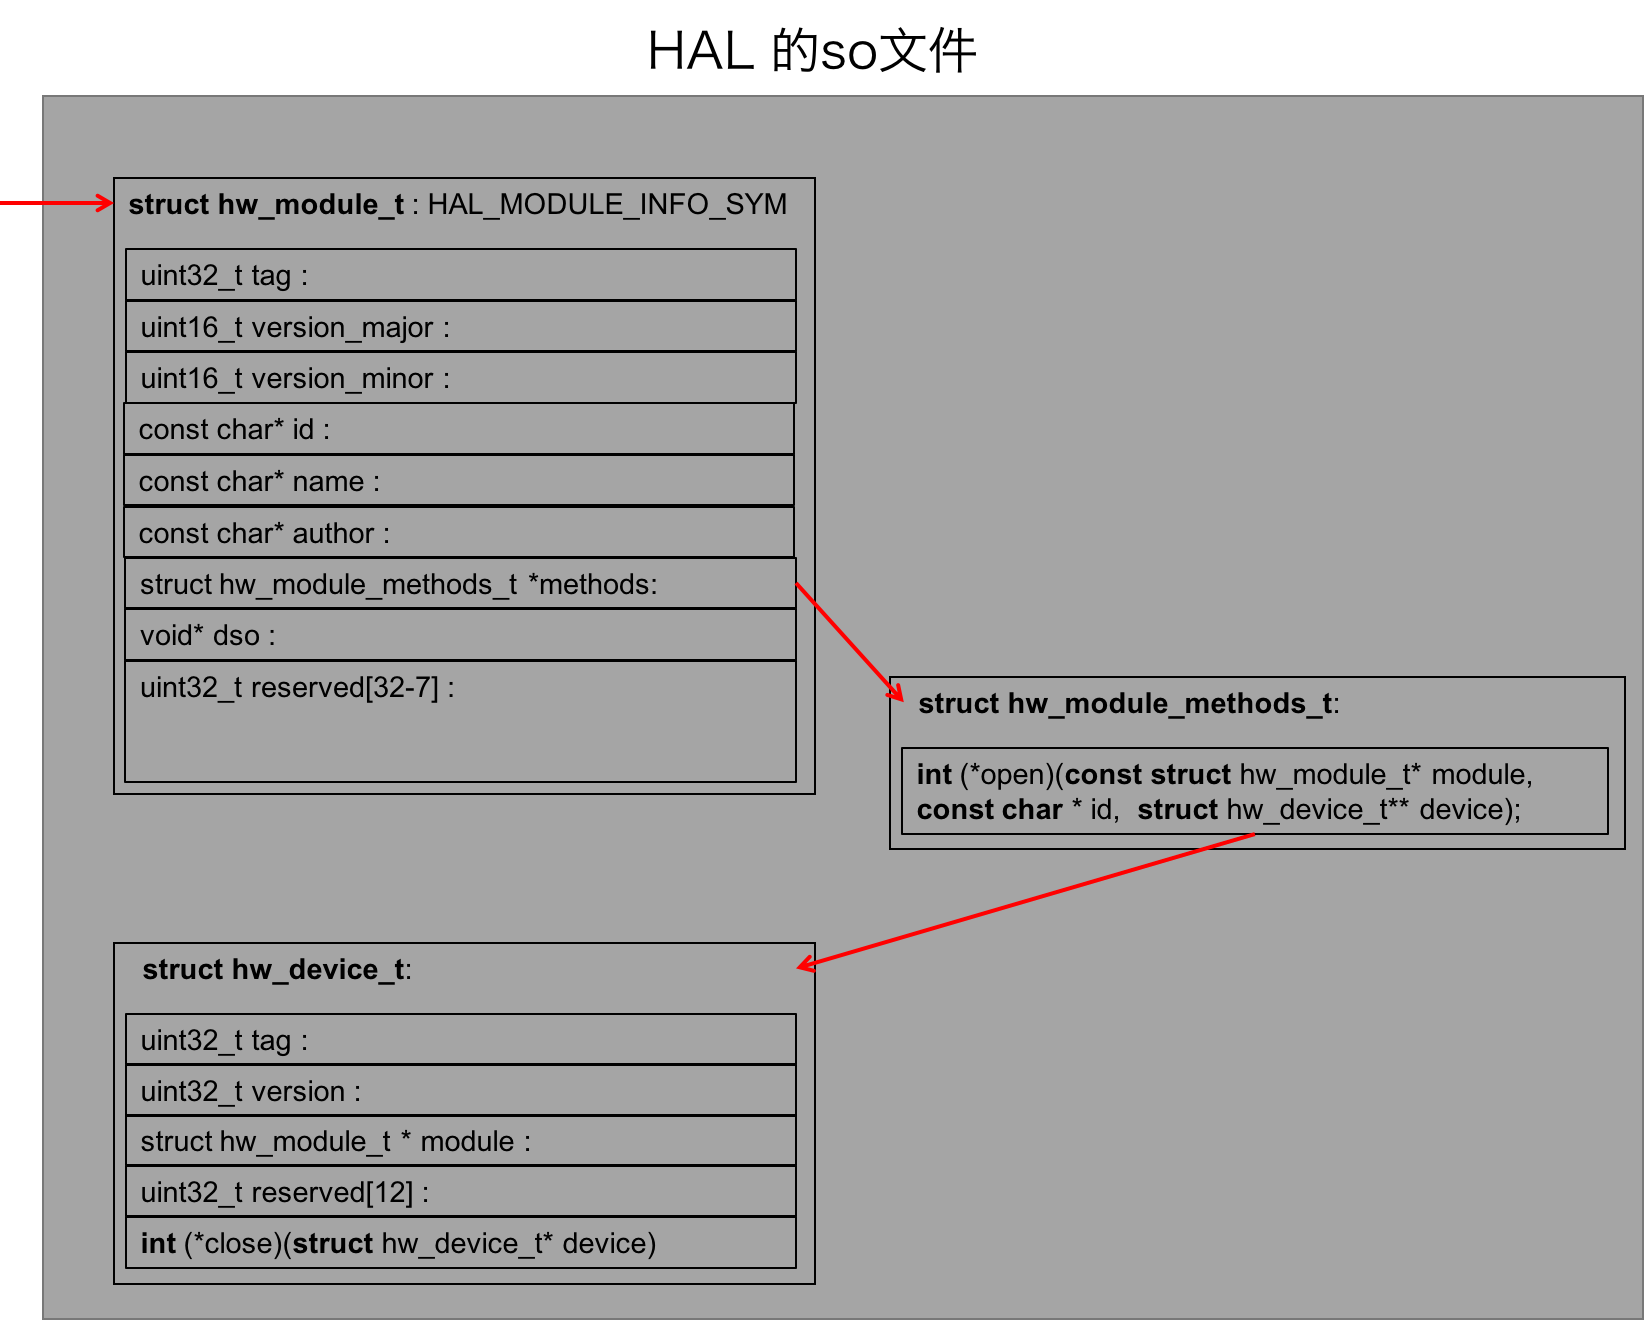 HAL 的so文件
struct hw_module_t : HAL_MODULE_INFO_SYM
uint32_t tag :
uint16_t version_major :
uint16_t version_minor :
const char* id :
const char* name :
const char* author :
struct hw_module_methods_t *methods:
void* dso :
uint32_t reserved[32-7] :
struct hw_module_methods_t:
int (*open)(const struct hw_module_t* module,
const char * id, struct hw_device_t** device);
struct hw_device_t:
uint32_t tag :
uint32_t version :
struct hw_module_t * module :
uint32_t reserved[12] :
int (*close)(struct hw_device_t* device)